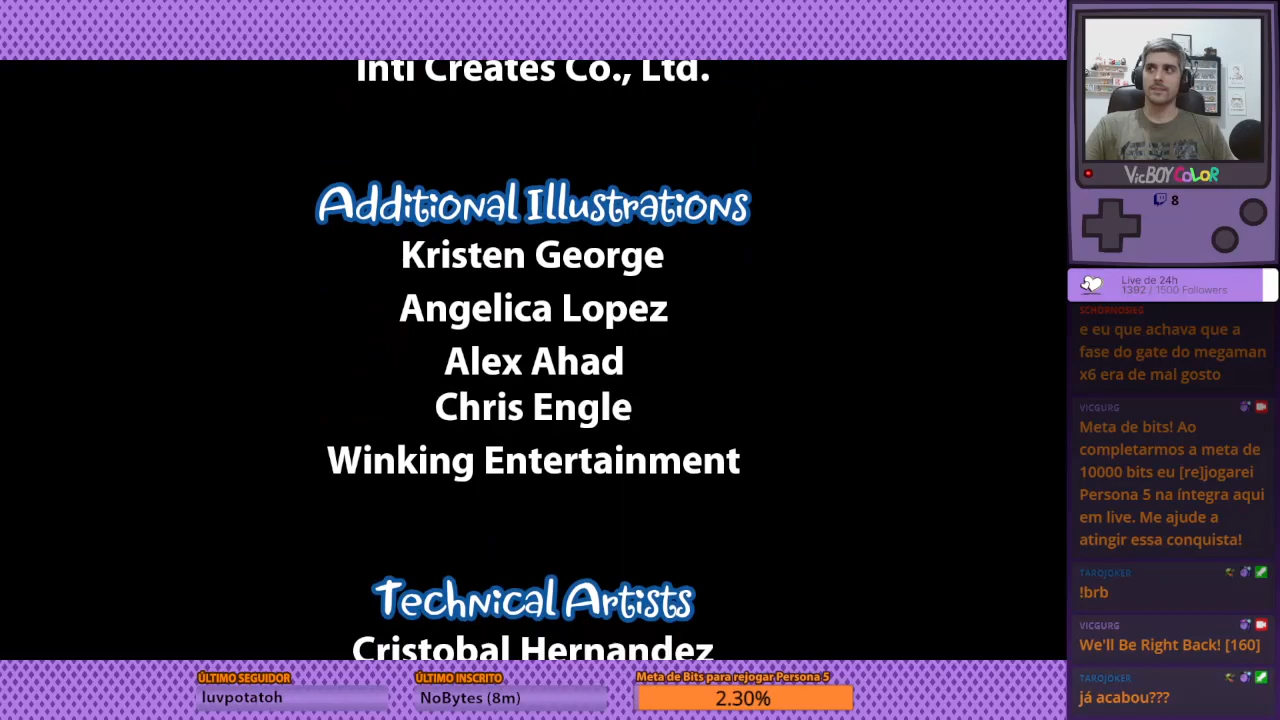 Inti Creates Co., Ltd.
Additional Illustrations
Kristen George
Angelica Lopez
Alex Ahad
Chris Engle
Winking Entertainment
Technical Artists
Cristobal Hernandez
VICBOY COLOR
8
Live de 24h
1392 / 1500 Followers
SCHORNOSIEG
e eu que achava que a
fase do gate do megaman
x6 era de mal gosto
VICGURG
Meta de bits! Ao
completarmos a meta de
10000 bits eu [re]jogarei
Persona 5 na íntegra aqui
em live. Me ajude a
atingir essa conquista!
TAROJOKER
!brb
VICGURG
We'll Be Right Back! [160]
TAROJOKER
já acabou???
ÚLTIMO SEGUIDOR
luvpotatoh
ÚLTIMO INSCRITO
NoBytes (8m)
Meta de Bits para rejogar Persona 5
2.30%